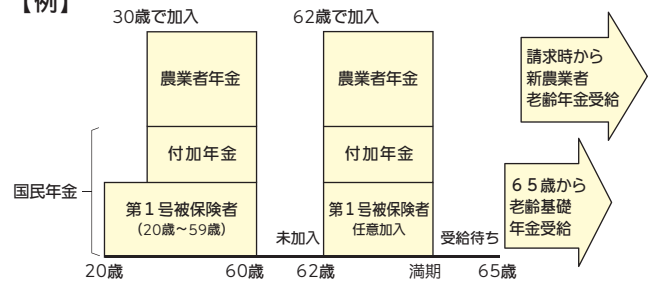 【例】
30歳で加入
62歳で加入
農業者年金
農業者年金
請求時から
新農業者
老齢年金受給
付加年金
付加年金
国民年金
第1号被保険者
(20歳～59歳)
第1号被保険者
任意加入
６５歳から
老齢基礎
年金受給
未加入
受給待ち
20歳
60歳
62歳
満期
65歳